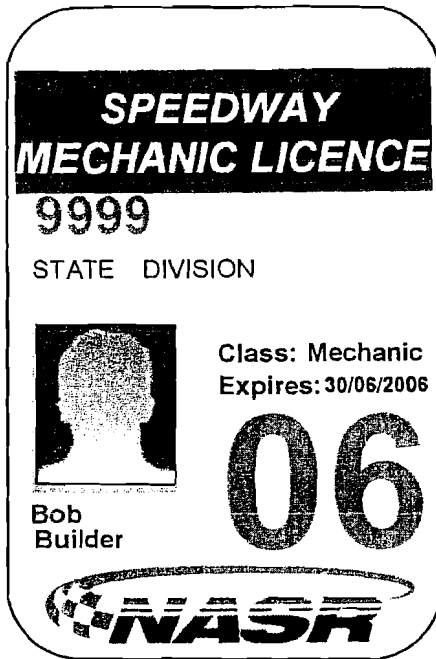 SPEEDWAY
MECHANIC LICENCE
9999
STATE DIVISION
Class: Mechanic
Expires: 30/06/2006
06
Bob
Builder
NASR